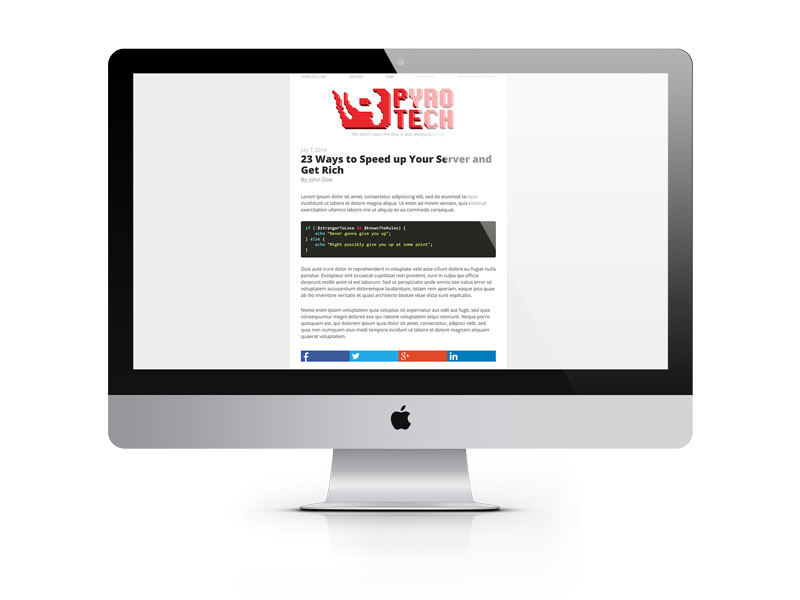 PYRO
TECH
We didn't start the fire, it was always burning
July 7, 2014
23 Ways to Speed up Your Server and
Get Rich
By John Doe
Lorem ipsum dolor sit amet, consectetur adipisicing elit, sed do eiusmod tempor
incididunt ut labore et dolore magna aliqua. Ut enim ad minim veniam, quis nostrud
exercitation ullamco laboris nisi ut aliquip ex ea commodo consequat.
if ( $strangerToLove && $knowsTheRules) {
echo "Never gonna give you up";
} else {
echo "Might possibly give you up at some point";
}
Duis aute irure dolor in reprehenderit in voluptate velit esse cillum dolore eu fugiat nulla
pariatur. Excepteur sint occaecat cupidatat non proident, sunt in culpa qui officia
deserunt mollit anim id est laborum. Sed ut perspiciatis unde omnis iste natus error sit
voluptatem accusantium doloremque laudantium, totam rem aperiam, eaque ipsa quae
ab illo inventore veritatis et quasi architecto beatae vitae dicta sunt explicabo.
Nemo enim ipsam voluptatem quia voluptas sit aspernatur aut odit aut fugit, sed quia
consequuntur magni dolores eos qui ratione voluptatem sequi nesciunt. Neque porro
quisquam est, qui dolorem ipsum quia dolor sit amet, consectetur, adipisci velit, sed
quia non numquam eius modi tempora incidunt ut labore et dolore magnam aliquam
quaerat voluptatem.
f
g+
in